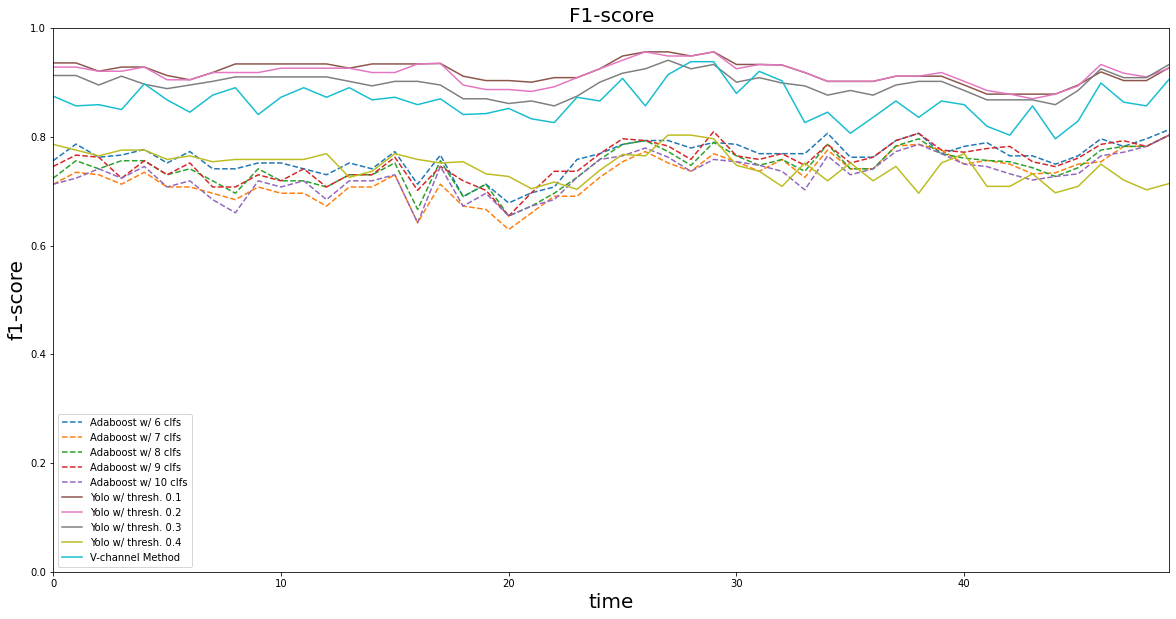 F1-score
1.0
0.8
0.6
0.4
0.2
0.0
f1-score
Adaboost w/ 6 clfs
Adaboost w/ 7 clfs
Adaboost w/ 8 clfs
Adaboost w/ 9 clfs
Adaboost w/ 10 clfs
Yolo w/ thresh. 0.1
Yolo w/ thresh. 0.2
Yolo w/ thresh. 0.3
Yolo w/ thresh. 0.4
V-channel Method
0 10 20 30 40
time